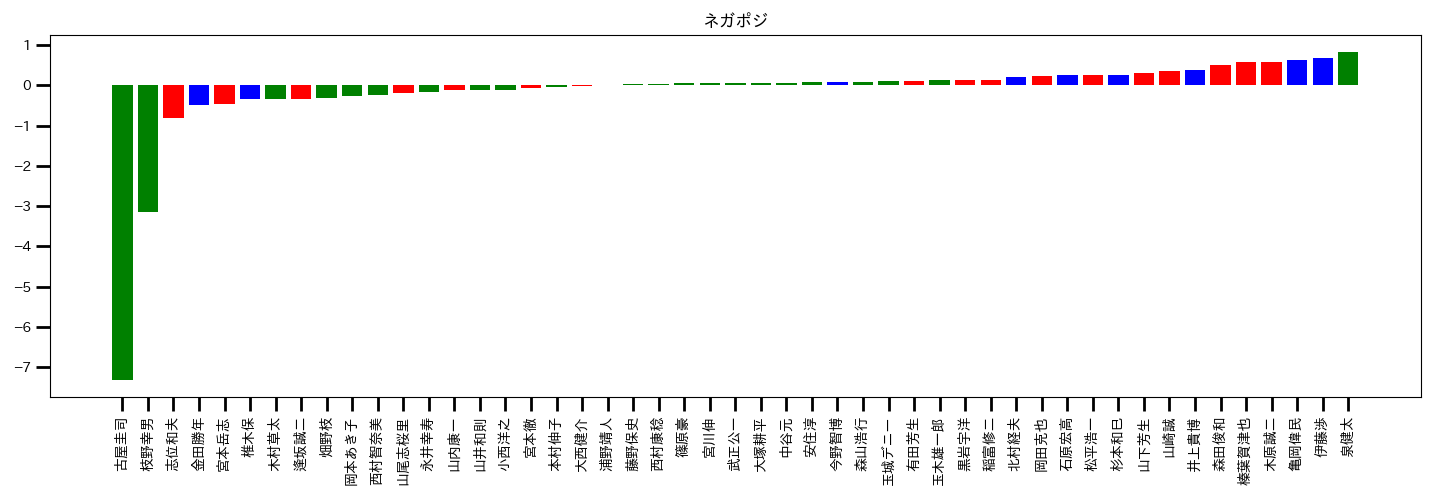 ネガポジ
1
0
−1
−2
−3
−4
−5
−6
−7
古屋圭司
枝野幸男
志位和夫
金田勝年
宮本岳志
椎木保
木村草太
逢坂誠二
畑野枝
岡本あき子
西村智奈美
山尾志桜里
永井幸寿
山内康一
山井和則
小西洋之
宮本徹
本村伸子
大西健介
浦野靖人
藤野保史
西村康稔
篠原豪
宮川伸
武正公一
大塚耕平
中谷元
安住淳
今野智博
森山浩行
玉城デニー
有田芳生
玉木雄一郎
黒岩宇洋
稲富修二
北村経夫
岡田克也
石原宏高
松平浩一
杉本和巳
山下芳生
山崎誠
井上貴博
森田俊和
榛葉賀津也
木原誠二
亀岡偉民
伊藤渉
泉健太